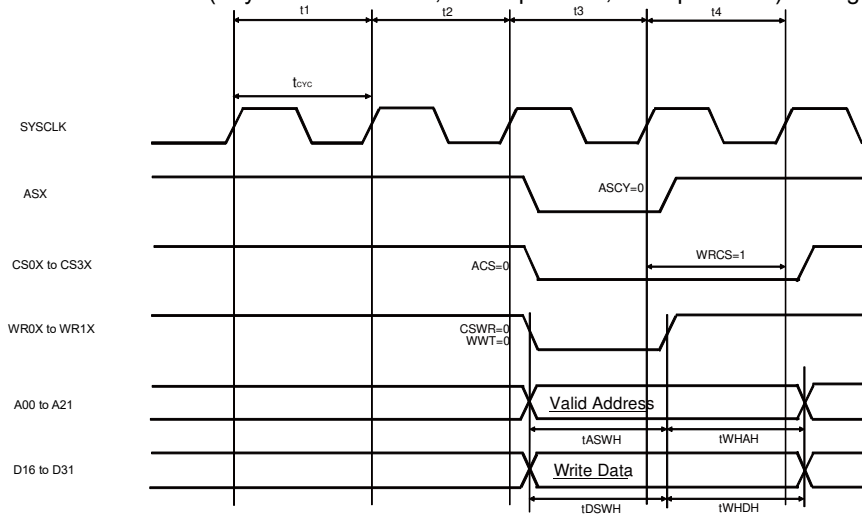 t1 t2 t3 t4
tCYC
SYSCLK
ASX
ASCY=0
CS0X to CS3X
ACS=0
WRCS=1
WR0X to WR1X
CSWR=0
WWT=0
A00 to A21
Valid Address
tASWH
tWHAH
D16 to D31
Write Data
tDSWH
tWHDH